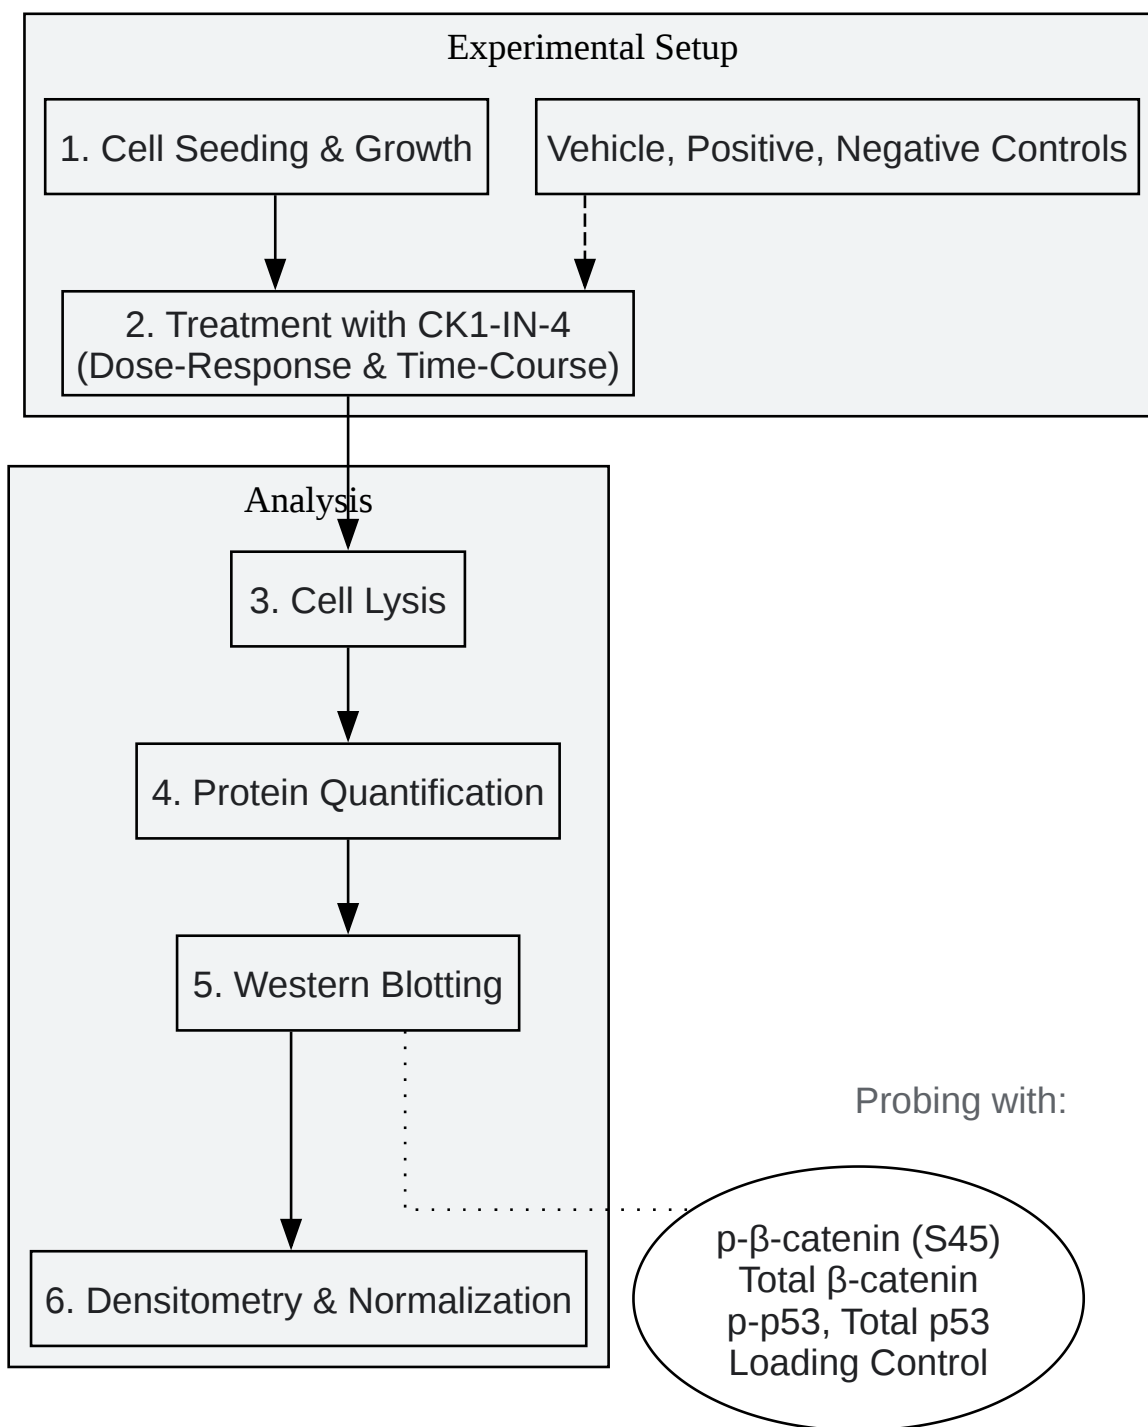 Experimental Setup
1. Cell Seeding & Growth
Vehicle, Positive, Negative Controls
2. Treatment with CK1-IN-4
(Dose-Response & Time-Course)
Analysis
3. Cell Lysis
4. Protein Quantification
5. Western Blotting
Probing with:
p-β-catenin (S45)
Total β-catenin
p-p53, Total p53
Loading Control
6. Densitometry & Normalization